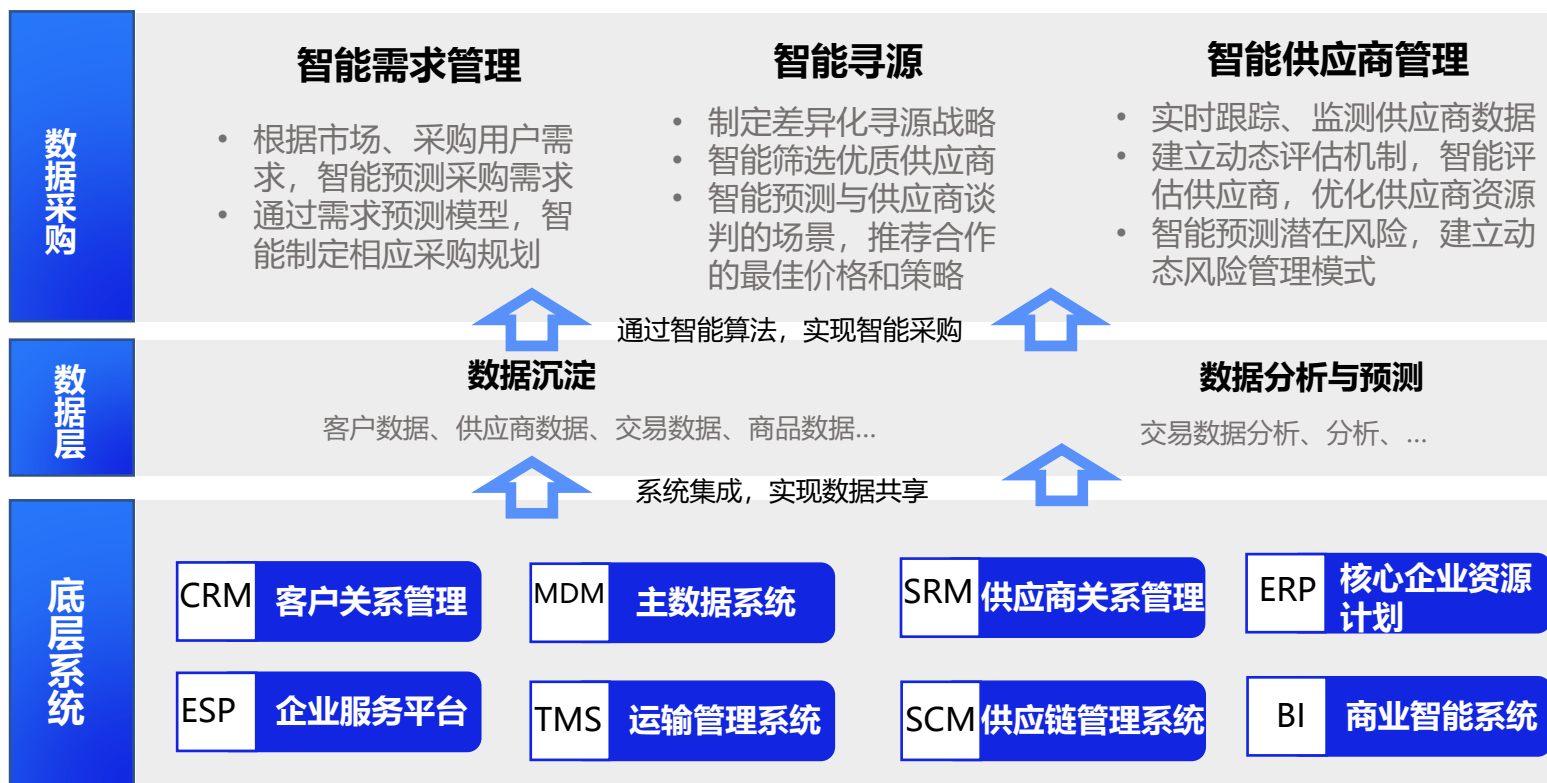 数据采购
智能需求管理
• 根据市场、采购用户需
求，智能预测采购需求
• 通过需求预测模型，智
能制定相应采购规划
智能寻源
• 制定差异化寻源战略
• 智能筛选优质供应商
• 智能预测与供应商谈
判的场景，推荐合作
的最佳价格和策略
智能供应商管理
• 实时跟踪、监测供应商数据
• 建立动态评估机制，智能评
估供应商，优化供应商资源
• 智能预测潜在风险，建立动
态风险管理模式
通过智能算法，实现智能采购
数据层
数据沉淀
客户数据、供应商数据、交易数据、商品数据...
数据分析与预测
交易数据分析、分析、...
系统集成，实现数据共享
底层系统
CRM 客户关系管理
MDM 主数据系统
SRM 供应商关系管理
ERP 核心企业资源
计划
ESP 企业服务平台
TMS 运输管理系统
SCM 供应链管理系统
BI 商业智能系统